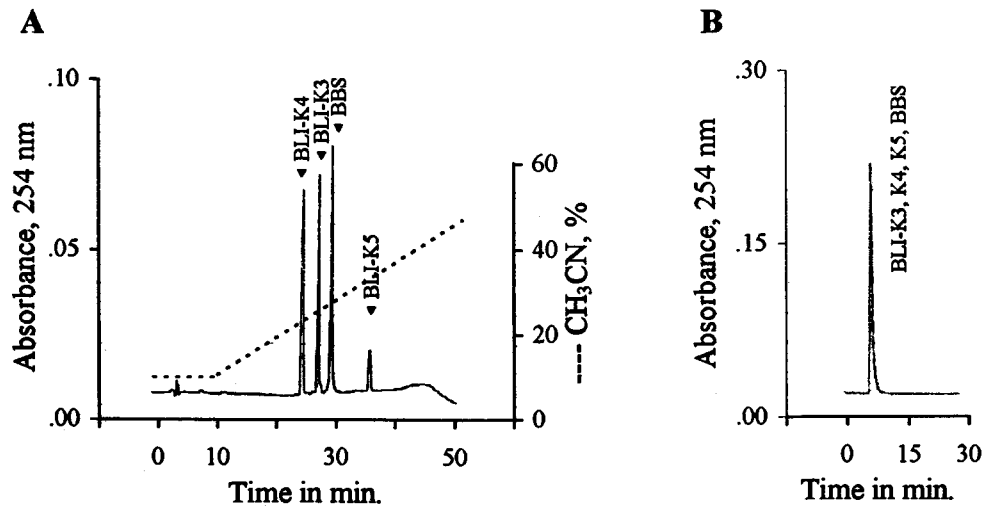 A
Absorbance, 254 nm
.10
.05
.00
BLI-K4
BLI-K3
BBS
BLI-K5
60
40
20
0
---- CH₃CN, %
0 10 30 50
Time in min.
B
Absorbance, 254 nm
.30
.15
.00
BLI-K3, K4, K5, BBS
0 15 30
Time in min.